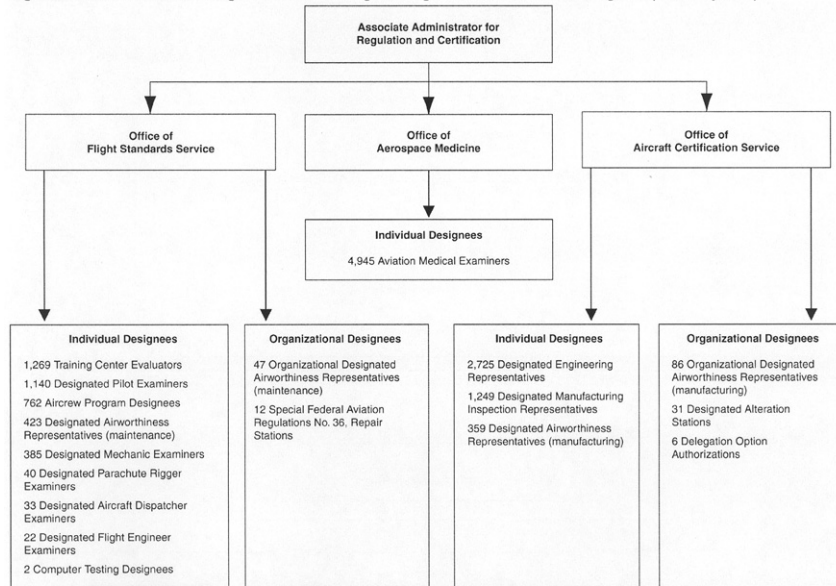 Associate Administrator for
Regulation and Certification
Office of
Flight Standards Service
Office of
Aerospace Medicine
Office of
Aircraft Certification Service
Individual Designees
4,945 Aviation Medical Examiners
Individual Designees
1,269 Training Center Evaluators
1,140 Designated Pilot Examiners
762 Aircrew Program Designees
423 Designated Airworthiness
Representatives (maintenance)
385 Designated Mechanic Examiners
40 Designated Parachute Rigger
Examiners
33 Designated Aircraft Dispatcher
Examiners
22 Designated Flight Engineer
Examiners
2 Computer Testing Designees
Organizational Designees
47 Organizational Designated
Airworthiness Representatives
(maintenance)
12 Special Federal Aviation
Regulations No. 36, Repair
Stations
Individual Designees
2,725 Designated Engineering
Representatives
1,249 Designated Manufacturing
Inspection Representatives
359 Designated Airworthiness
Representatives (manufacturing)
Organizational Designees
86 Organizational Designated
Airworthiness Representatives
(manufacturing)
31 Designated Alteration
Stations
6 Delegation Option
Authorizations